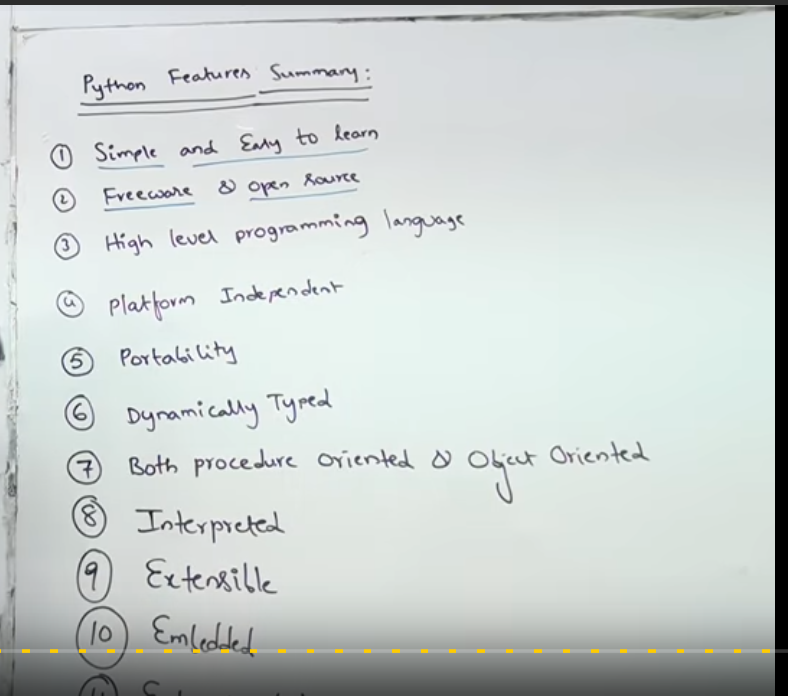 Python Features Summary:
① Simple and Easy to learn
② Freeware & open source
③ High level programming language
④ Platform Independent
⑤ Portability
⑥ Dynamically Typed
⑦ Both procedure oriented & Object Oriented
⑧ Interpreted
⑨ Extensible
⑩ Embedded
⑪